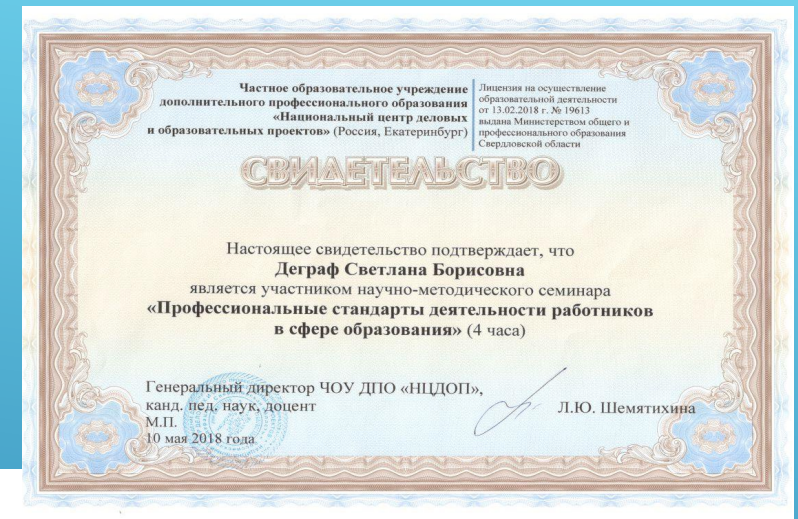 Частное образовательное учреждение
дополнительного профессионального образования
«Национальный центр деловых
и образовательных проектов» (Россия, Екатеринбург)
Лицензия на осуществление
образовательной деятельности
от 13.02.2018 г. № 19613
выдана Министерством общего и
профессионального образования
Свердловской области
СВИДЕТЕЛЬСТВО
Настоящее свидетельство подтверждает, что
Деграф Светлана Борисовна
является участником научно-методического семинара
«Профессиональные стандарты деятельности работников
в сфере образования» (4 часа)
Генеральный директор ЧОУ ДПО «НЦДОП»,
канд. пед. наук, доцент
Л.Ю. Шемятихина
М.П.
10 мая 2018 года